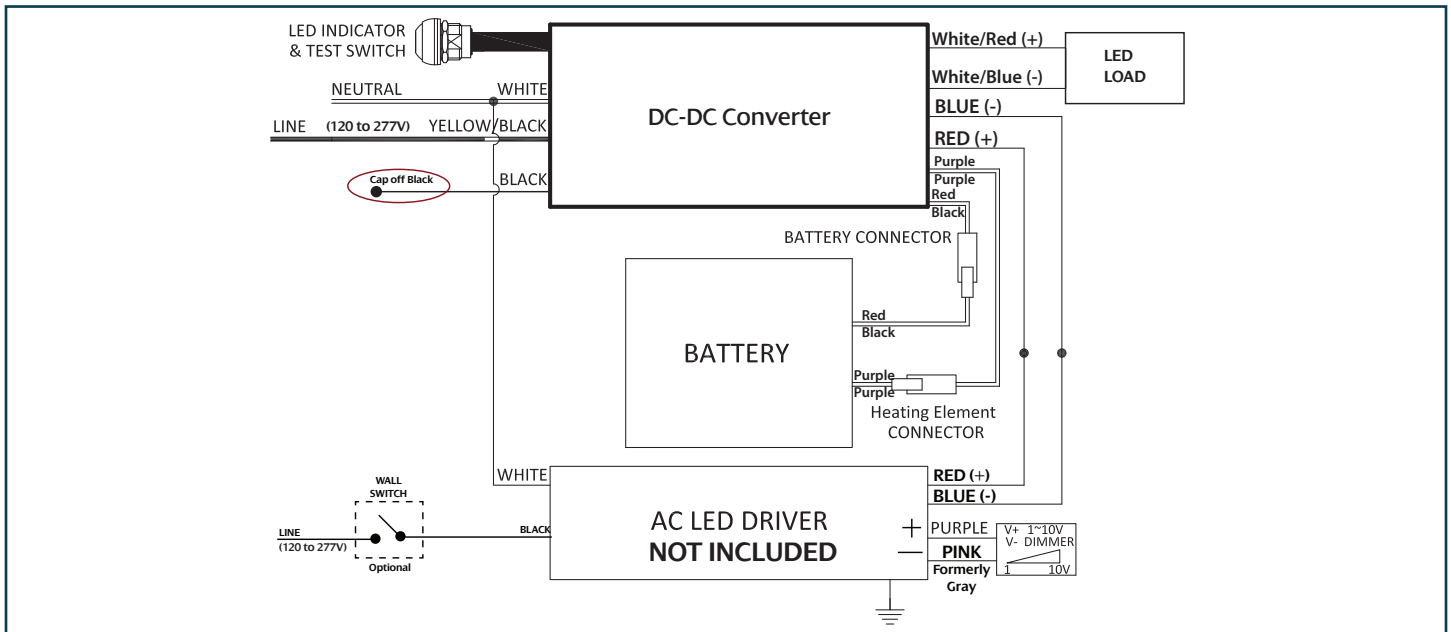 LED INDICATOR
& TEST SWITCH
NEUTRAL
WHITE
LINE (120 to 277V) YELLOW/BLACK
Cap off Black
BLACK
DC-DC Converter
White/Red (+)
White/Blue (-)
LED
LOAD
BLUE (-)
RED (+)
Purple
Purple
Red
Black
BATTERY CONNECTOR
BATTERY
Red
Black
Purple
Purple
Heating Element
CONNECTOR
WHITE
WALL
SWITCH
LINE
(120 to 277V)
Optional
BLACK
AC LED DRIVER
NOT INCLUDED
RED (+)
BLUE (-)
+ PURPLE
— PINK
Formerly
Gray
V+ 1~10V
V- DIMMER
1 10V